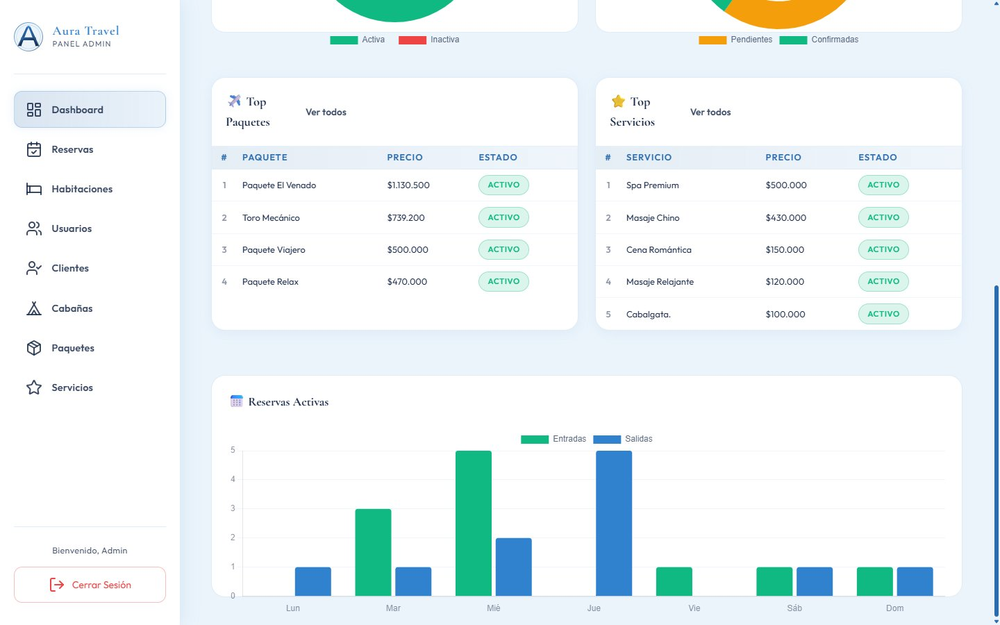 Aura Travel
PANEL ADMIN
Dashboard
Reservas
Habitaciones
Usuarios
Clientes
Cabañas
Paquetes
Servicios
Bienvenido, Admin
Cerrar Sesión
Activa Inactiva
Pendientes Confirmadas
Top
Paquetes
Ver todos
# PAQUETE PRECIO ESTADO
1 Paquete El Venado $1.130.500 ACTIVO
2 Toro Mecánico $739.200 ACTIVO
3 Paquete Viajero $500.000 ACTIVO
4 Paquete Relax $470.000 ACTIVO
Top
Servicios
Ver todos
# SERVICIO PRECIO ESTADO
1 Spa Premium $500.000 ACTIVO
2 Masaje Chino $430.000 ACTIVO
3 Cena Romántica $150.000 ACTIVO
4 Masaje Relajante $120.000 ACTIVO
5 Cabalgata. $100.000 ACTIVO
Reservas Activas
Entradas Salidas
5
4
3
2
1
0
Lun Mar Mié Jue Vie Sáb Dom